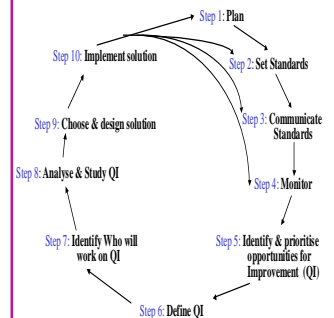 Step 1: Plan
Step 2: Set Standards
Step 3: Communicate
Standards
Step 4: Monitor
Step 5: Identify & prioritise
opportunities for
Improvement (QI)
Step 6: Define QI
Step 7: Identify Who will
work on QI
Step 8: Analyse & Study QI
Step 9: Choose & design solution
Step 10: Implement solution